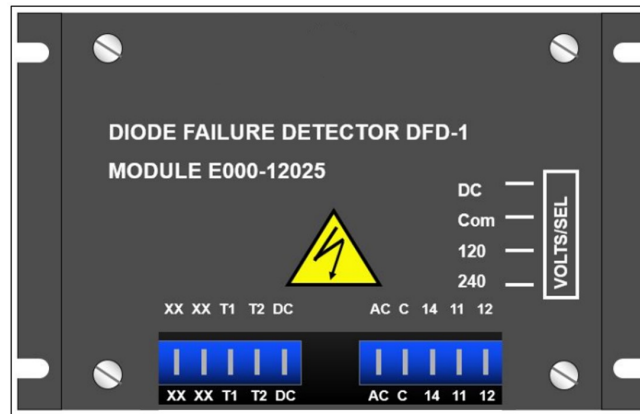 DIODE FAILURE DETECTOR DFD-1
MODULE E000-12025
DC
Com
120
240
VOLTS/SEL
XX XX T1 T2 DC AC C 14 11 12
XX XX T1 T2 DC AC C 14 11 12